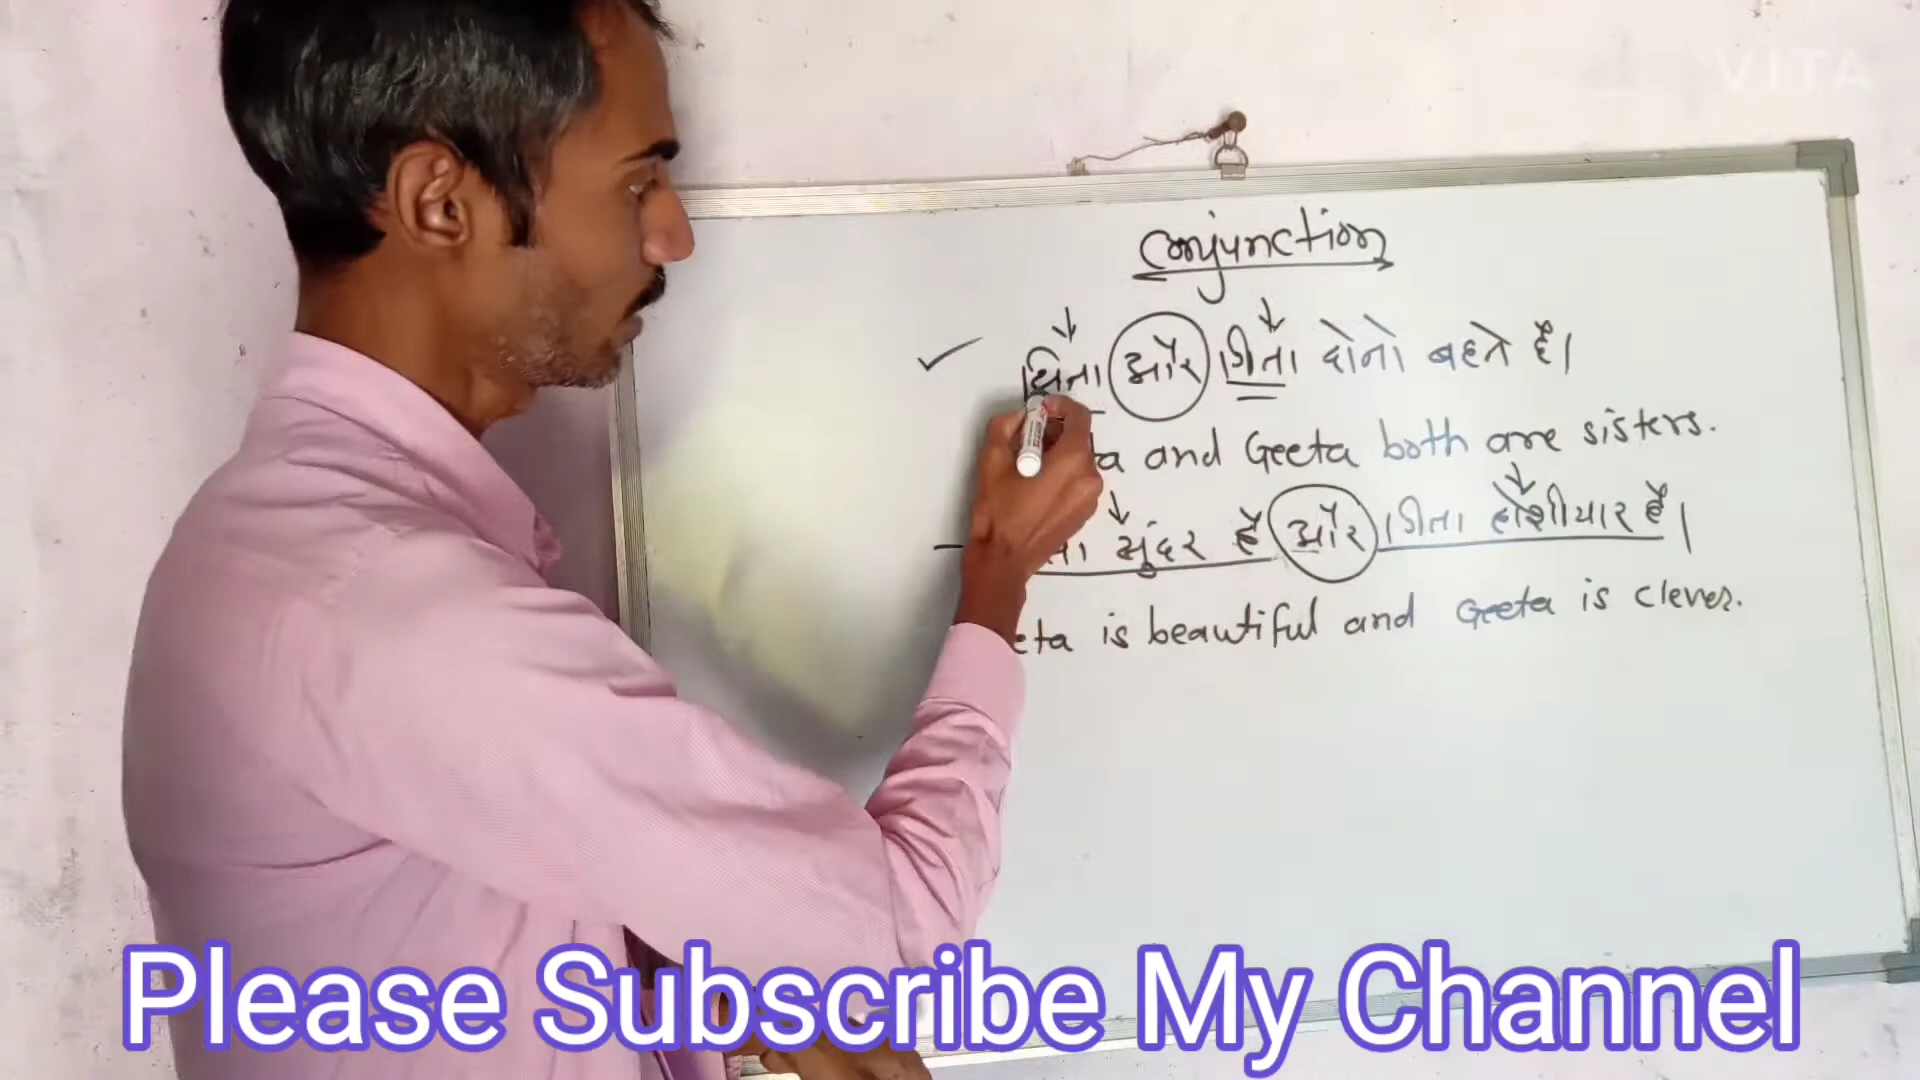 VITA
Conjunction
और गिता दोनो बहने है।
and Geeta both are sisters.
सुंदर है और गिता होशीयार है।
is beautiful and Geeta is clever.
Please Subscribe My Channel